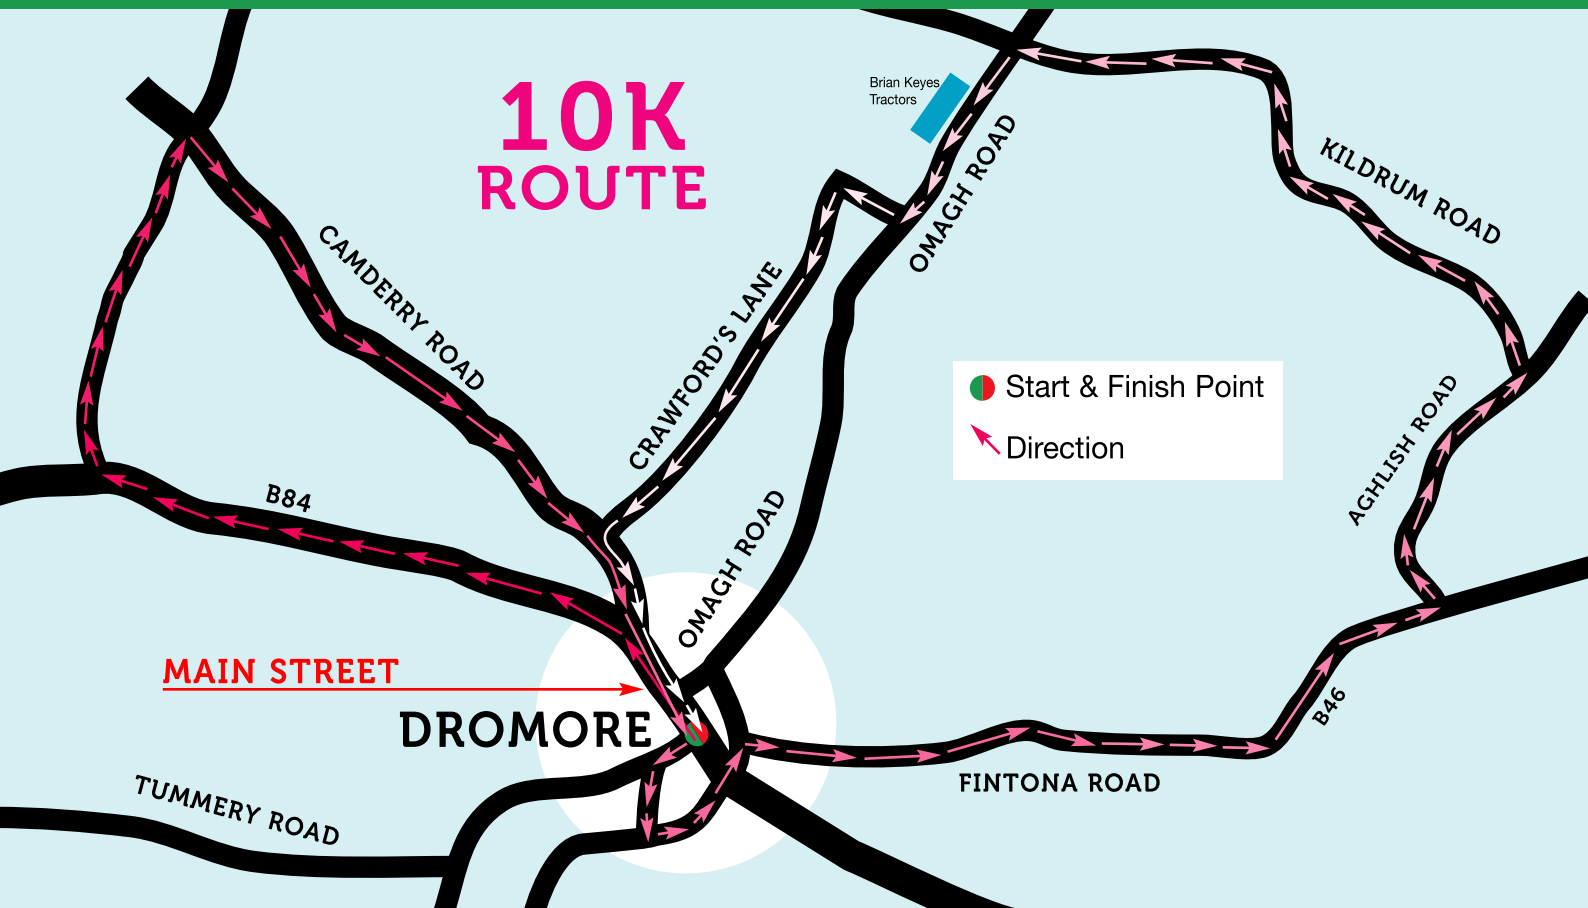 10K
ROUTE
Brian Keyes
Tractors
OMAGH ROAD
KILDRUM ROAD
CAMDERRY ROAD
CRAWFORD'S LANE
Start & Finish Point
Direction
AGHLISH ROAD
B84
OMAGH ROAD
MAIN STREET
DROMORE
B46
FINTONA ROAD
TUMMERY ROAD